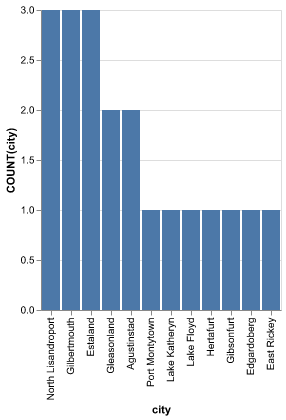 3.0
2.5
2.0
1.5
1.0
0.5
0.0
COUNT(city)
North Lisandroport
Gilbertmouth
Estaland
Gleasonland
Agustinstad
Port Montytown
Lake Katheryn
Lake Floyd
Hertafurt
Gibsonfurt
Edgardoberg
East Rickey
city